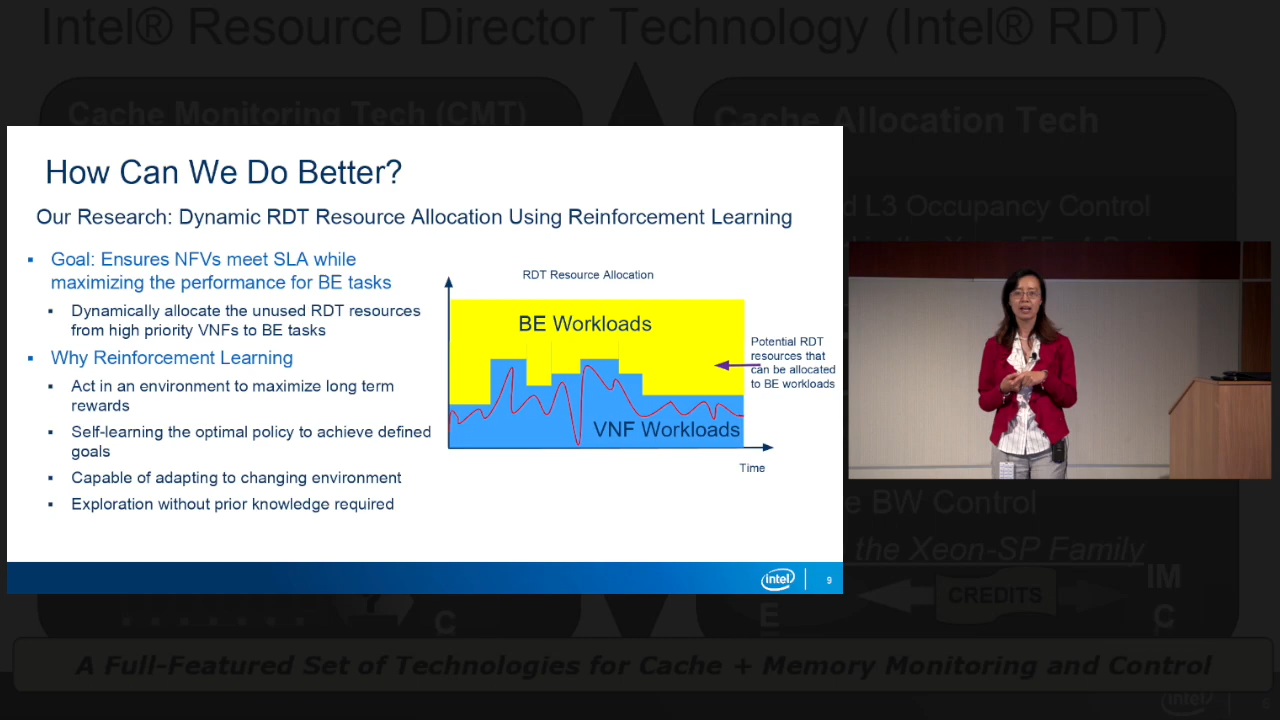 Intel® Resource Director Technology (Intel® RDT)
Cache Monitoring Tech (CMT)
Cache Allocation Tech
How Can We Do Better?
Our Research: Dynamic RDT Resource Allocation Using Reinforcement Learning
▪ Goal: Ensures NFVs meet SLA while
maximizing the performance for BE tasks
▪ Dynamically allocate the unused RDT resources
from high priority VNFs to BE tasks
▪ Why Reinforcement Learning
▪ Act in an environment to maximize long term
rewards
▪ Self-learning the optimal policy to achieve defined
goals
▪ Capable of adapting to changing environment
▪ Exploration without prior knowledge required
RDT Resource Allocation
BE Workloads
Potential RDT
resources that
can be allocated
to BE workloads
VNF Workloads
Time
intel
9
L3 Occupancy Control
BW Control
the Xeon-SP Family
CREDITS
IM
C
E
C
A Full-Featured Set of Technologies for Cache + Memory Monitoring and Control
intel